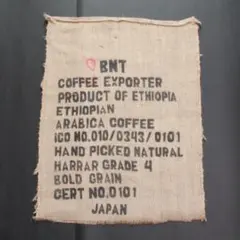 BNT
COFFEE EXPORTER
PRODUCT OF ETHIOPIA
ETHIOPIAN
ARABICA COFFEE
ICO NO.010/0343/0101
HAND PICKED NATURAL
HARRAR GRADE 4
BOLD GRAIN
CERT NO.0101
JAPAN